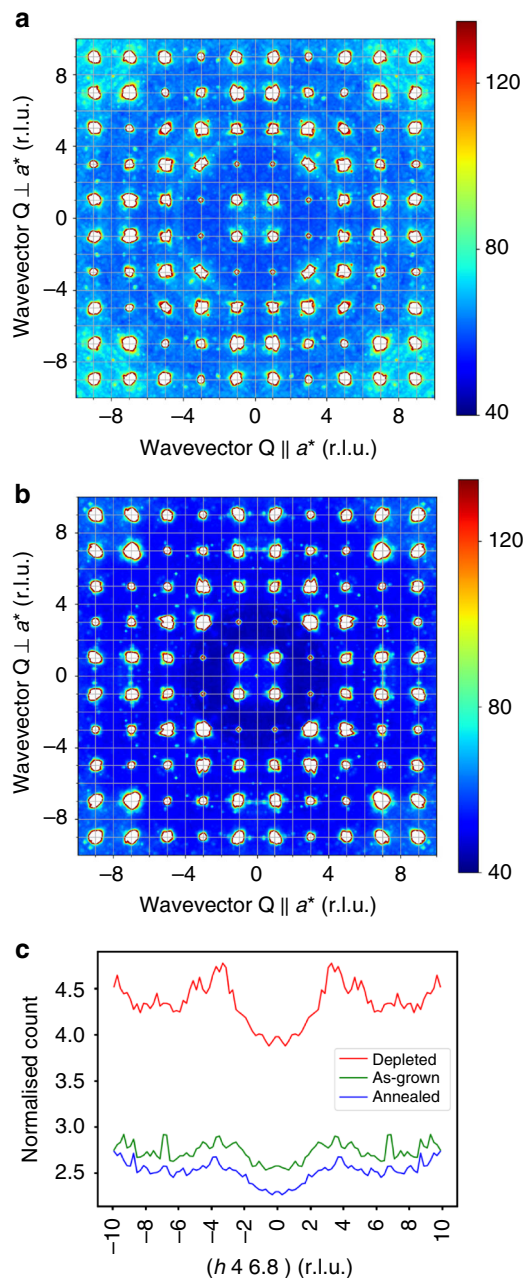 a
8
4
0
−4
−8
Wavevector Q ⊥ a* (r.l.u.)
−8 −4 0 4 8
Wavevector Q ∥ a* (r.l.u.)
120
80
40
b
8
4
0
−4
−8
Wavevector Q ⊥ a* (r.l.u.)
−8 −4 0 4 8
Wavevector Q ∥ a* (r.l.u.)
120
80
40
c
4.5
4.0
3.5
3.0
2.5
Normalised count
Depleted
As-grown
Annealed
−10 −8 −6 −4 −2 0 2 4 6 8 10
(h 4 6.8 ) (r.l.u.)